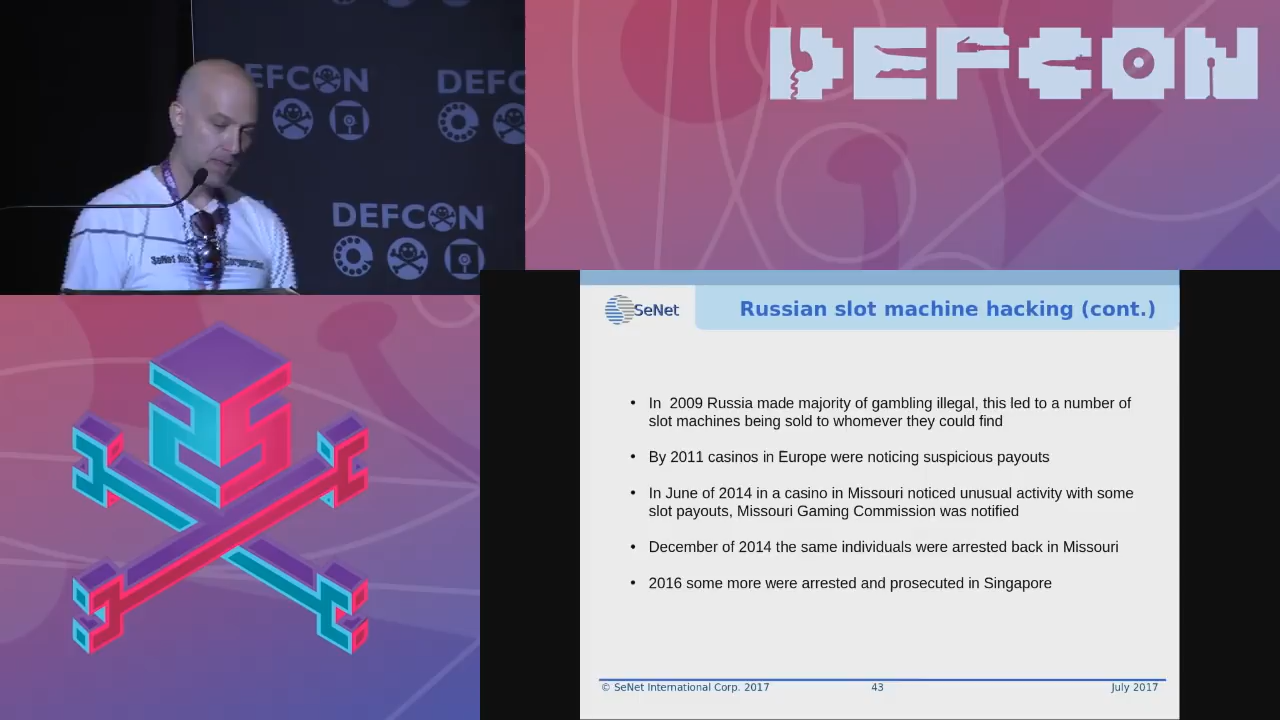 DEFCON
DEFCON
DEFC
DEFCON
SeNet
SeNet
Russian slot machine hacking (cont.)
• In  2009 Russia made majority of gambling illegal, this led to a number of
slot machines being sold to whomever they could find
• By 2011 casinos in Europe were noticing suspicious payouts
• In June of 2014 in a casino in Missouri noticed unusual activity with some
slot payouts, Missouri Gaming Commission was notified
• December of 2014 the same individuals were arrested back in Missouri
• 2016 some more were arrested and prosecuted in Singapore
© SeNet International Corp. 2017 43 July 2017